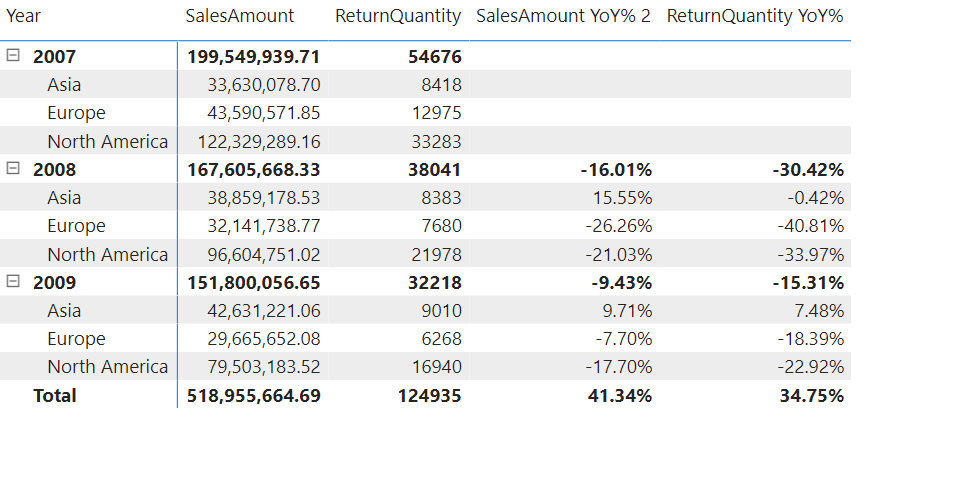 Year SalesAmount ReturnQuantity SalesAmount YoY% 2 ReturnQuantity YoY%
2007 199,549,939.71 54676
Asia 33,630,078.70 8418
Europe 43,590,571.85 12975
North America 122,329,289.16 33283
2008 167,605,668.33 38041 -16.01% -30.42%
Asia 38,859,178.53 8383 15.55% -0.42%
Europe 32,141,738.77 7680 -26.26% -40.81%
North America 96,604,751.02 21978 -21.03% -33.97%
2009 151,800,056.65 32218 -9.43% -15.31%
Asia 42,631,221.06 9010 9.71% 7.48%
Europe 29,665,652.08 6268 -7.70% -18.39%
North America 79,503,183.52 16940 -17.70% -22.92%
Total 518,955,664.69 124935 41.34% 34.75%